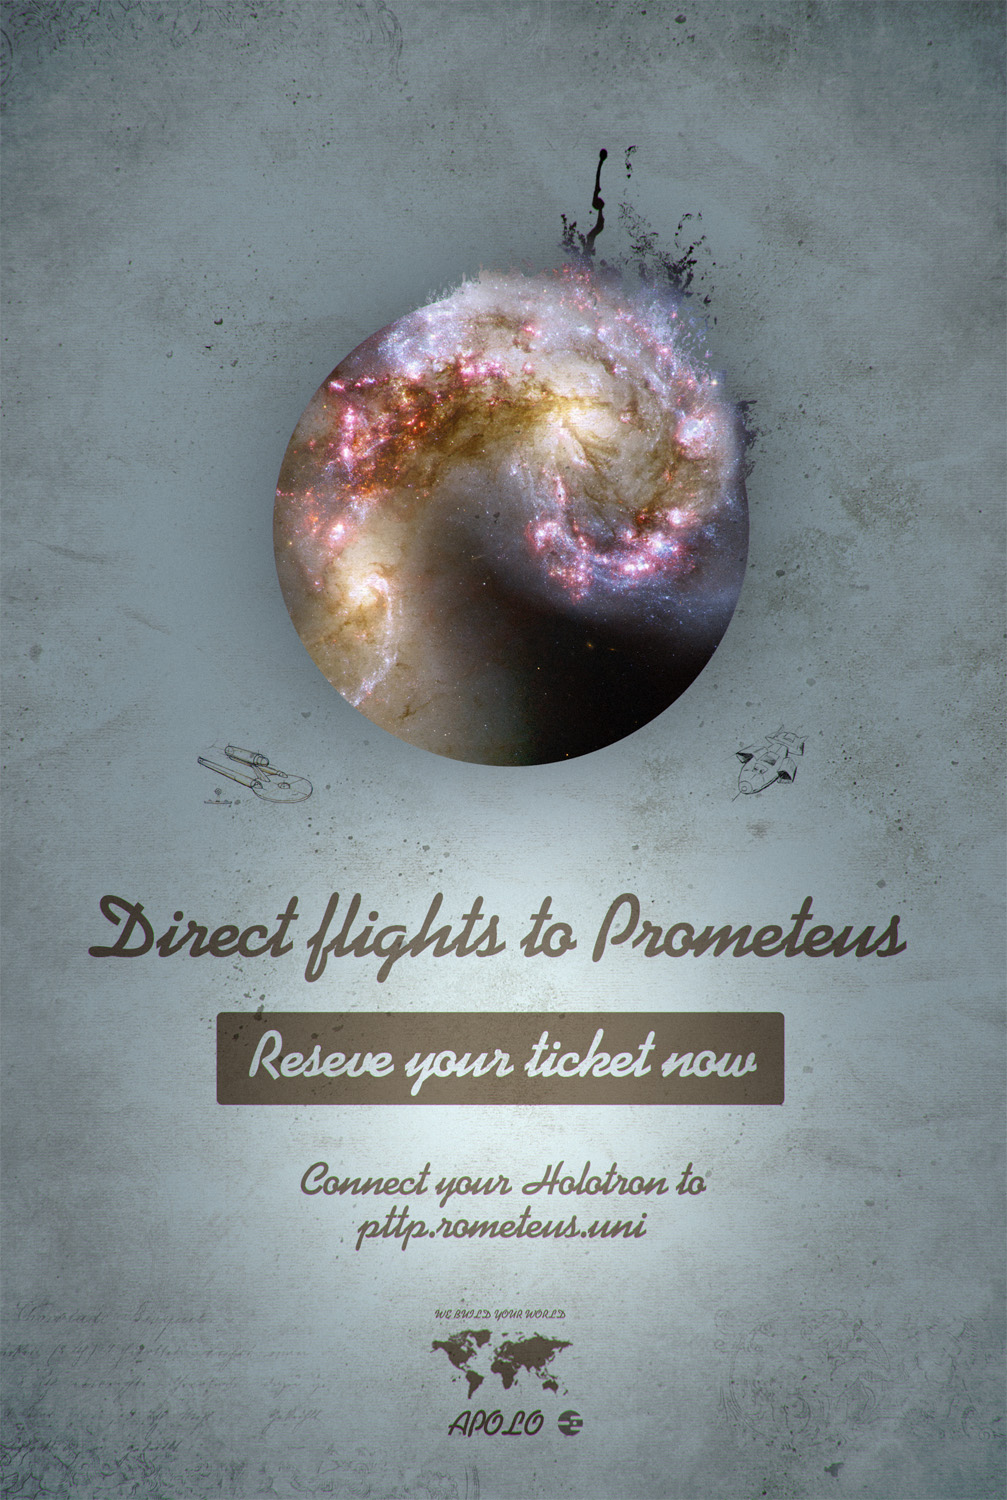 Direct flights to Prometeus
Reseve your ticket now
Connect your Holotron to
pttp.rometeus.uni
WE BUILD YOUR WORLD
APOLO